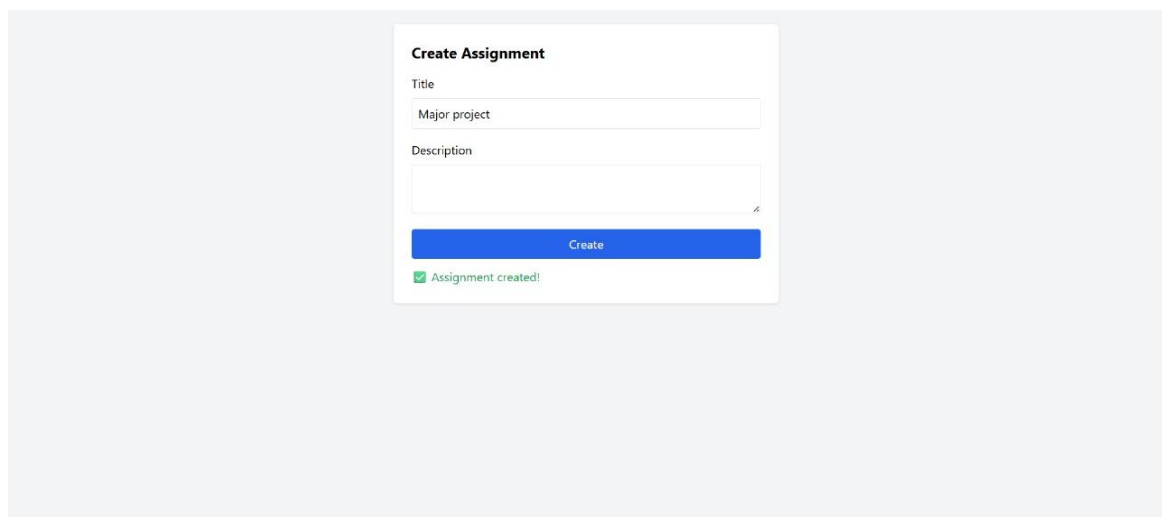 Create Assignment
Title
Major project
Description
Create
✅ Assignment created!